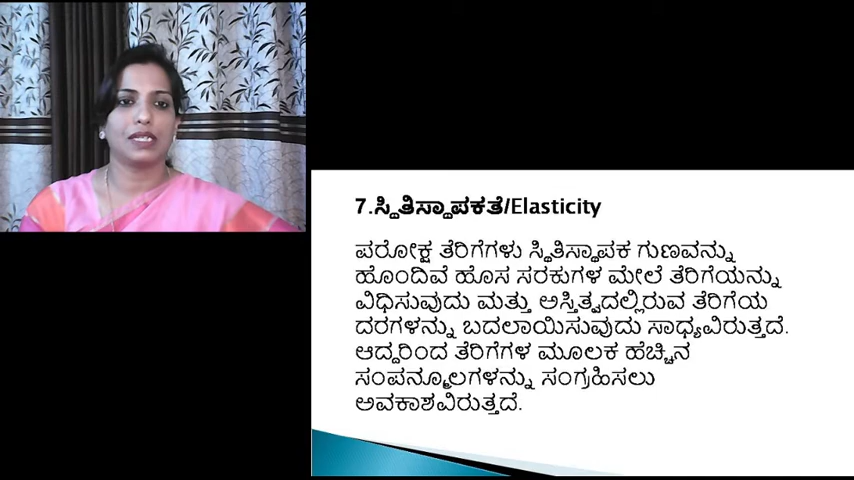 7.ಸ್ಥಿತಿಸ್ಥಾಪಕತೆ/Elasticity
ಪರೋಕ್ಷ ತೆರಿಗೆಗಳು ಸ್ಥಿತಿಸ್ಥಾಪಕ ಗುಣವನ್ನು
ಹೊಂದಿವೆ ಹೊಸ ಸರಕುಗಳ ಮೇಲೆ ತೆರಿಗೆಯನ್ನು
ವಿಧಿಸುವುದು ಮತ್ತು ಅಸ್ತಿತ್ವದಲ್ಲಿರುವ ತೆರಿಗೆಯ
ದರಗಳನ್ನು ಬದಲಾಯಿಸುವುದು ಸಾಧ್ಯವಿರುತ್ತದೆ.
ಆದ್ದರಿಂದ ತೆರಿಗೆಗಳ ಮೂಲಕ ಹೆಚ್ಚಿನ
ಸಂಪನ್ಮೂಲಗಳನ್ನು ಸಂಗ್ರಹಿಸಲು
ಅವಕಾಶವಿರುತ್ತದೆ.